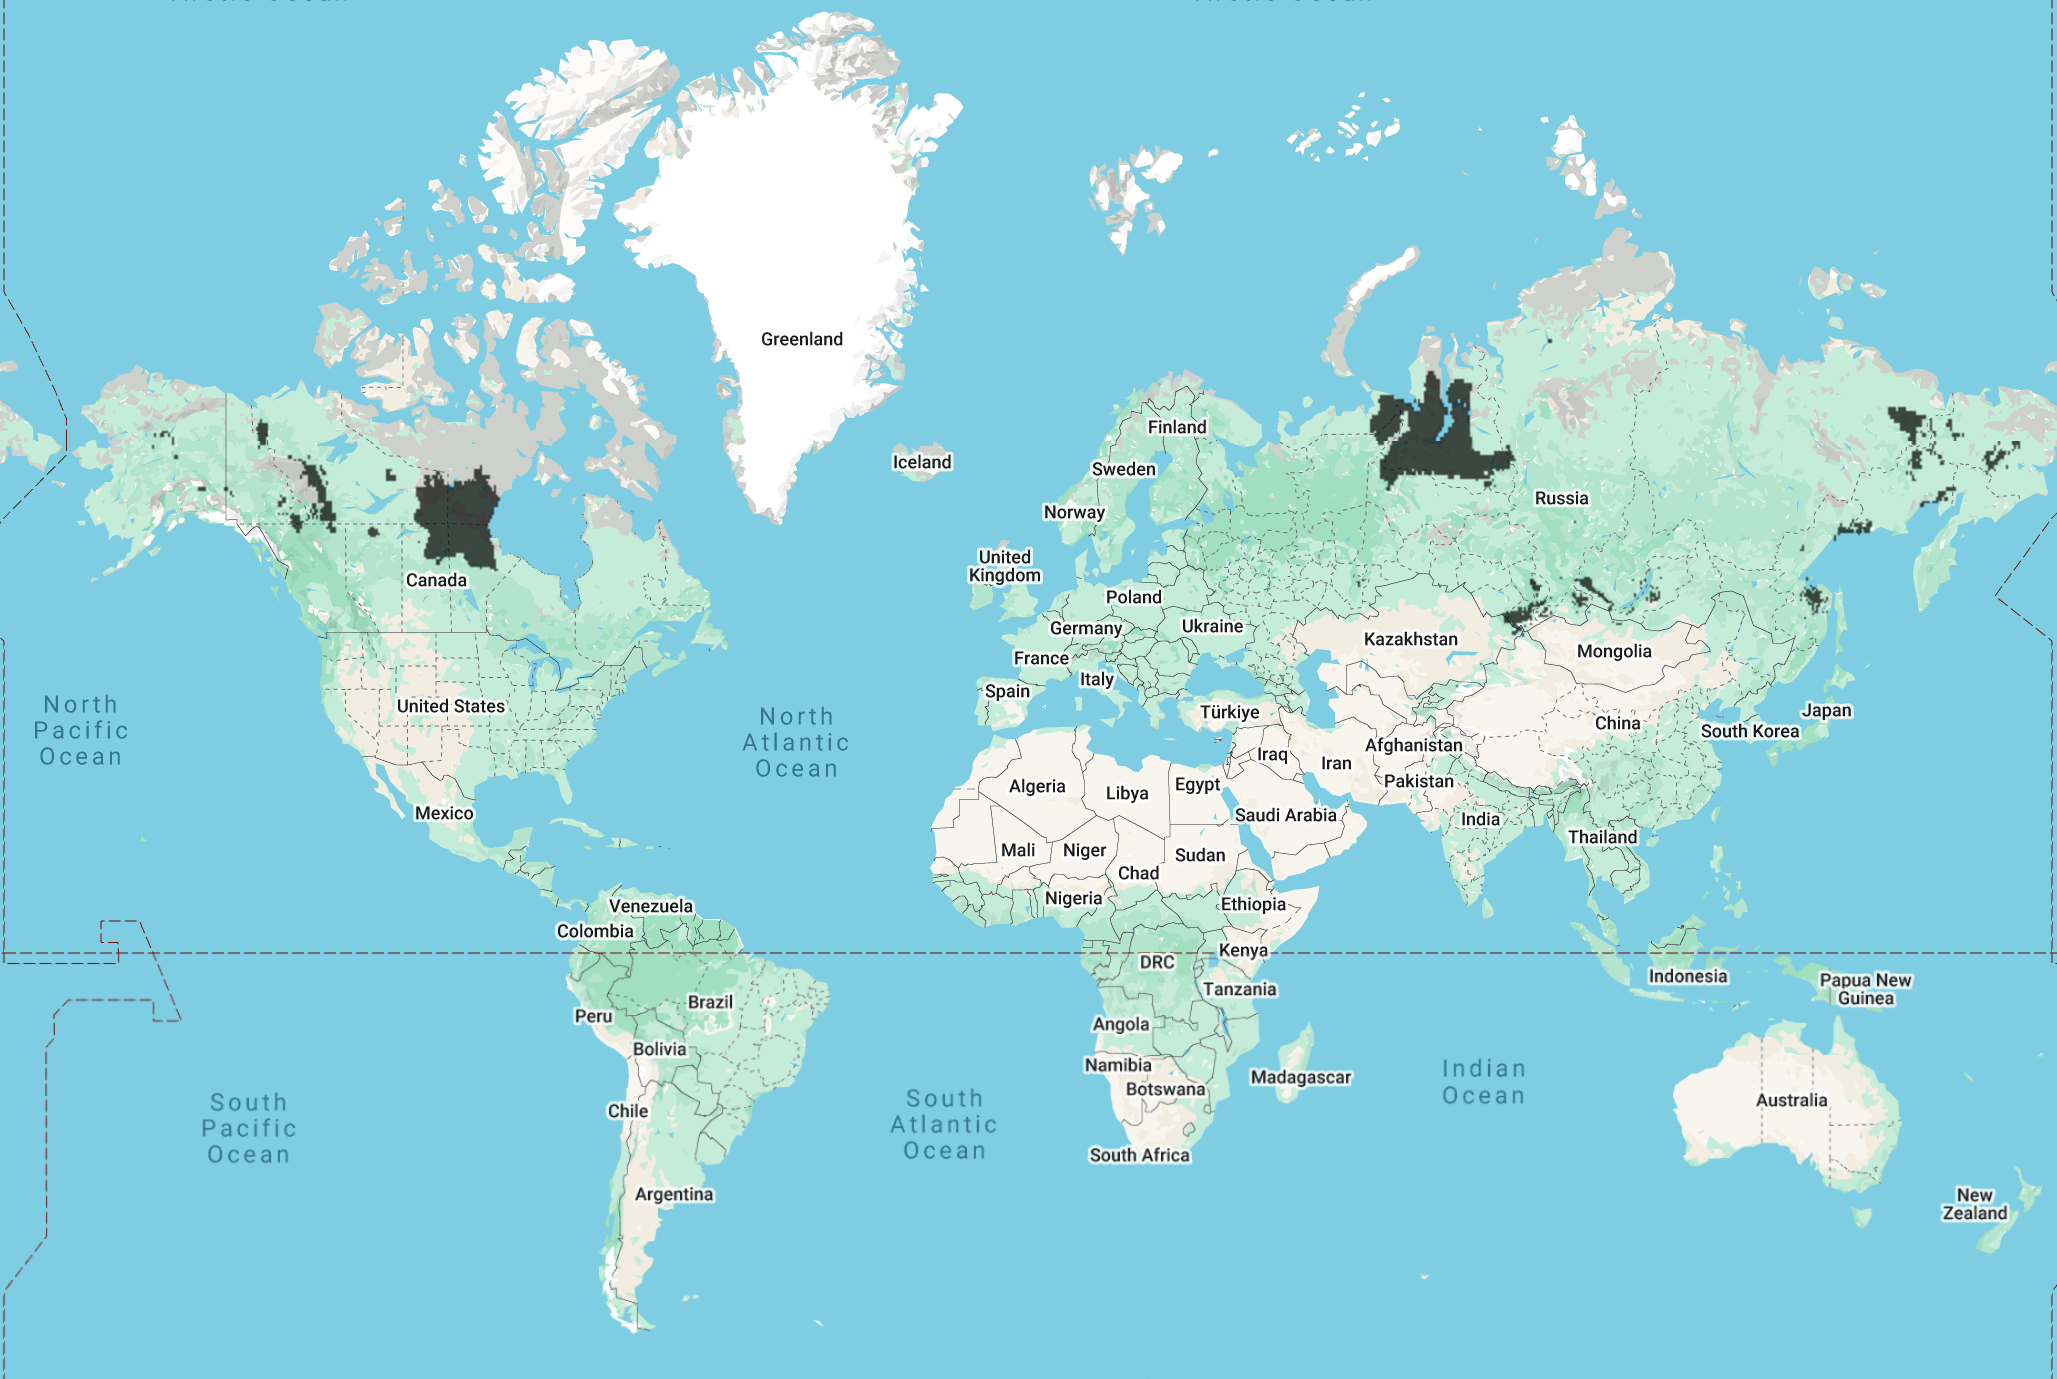 Arctic Ocean
Arctic Ocean
Greenland
Iceland
Finland
Sweden
Norway
Russia
United
Kingdom
Canada
Poland
Germany
Ukraine
Kazakhstan
Mongolia
France
Italy
Spain
North
Pacific
Ocean
United States
North
Atlantic
Ocean
Türkiye
China
Japan
South Korea
Iraq
Iran
Afghanistan
Pakistan
Algeria
Libya
Egypt
Saudi Arabia
India
Thailand
Mexico
Mali
Niger
Chad
Sudan
Nigeria
Ethiopia
Venezuela
Colombia
Kenya
DRC
Tanzania
Indonesia
Papua New
Guinea
Brazil
Peru
Angola
Bolivia
Namibia
Botswana
Madagascar
Indian
Ocean
Australia
Chile
South
Pacific
Ocean
South
Atlantic
Ocean
South Africa
Argentina
New
Zealand